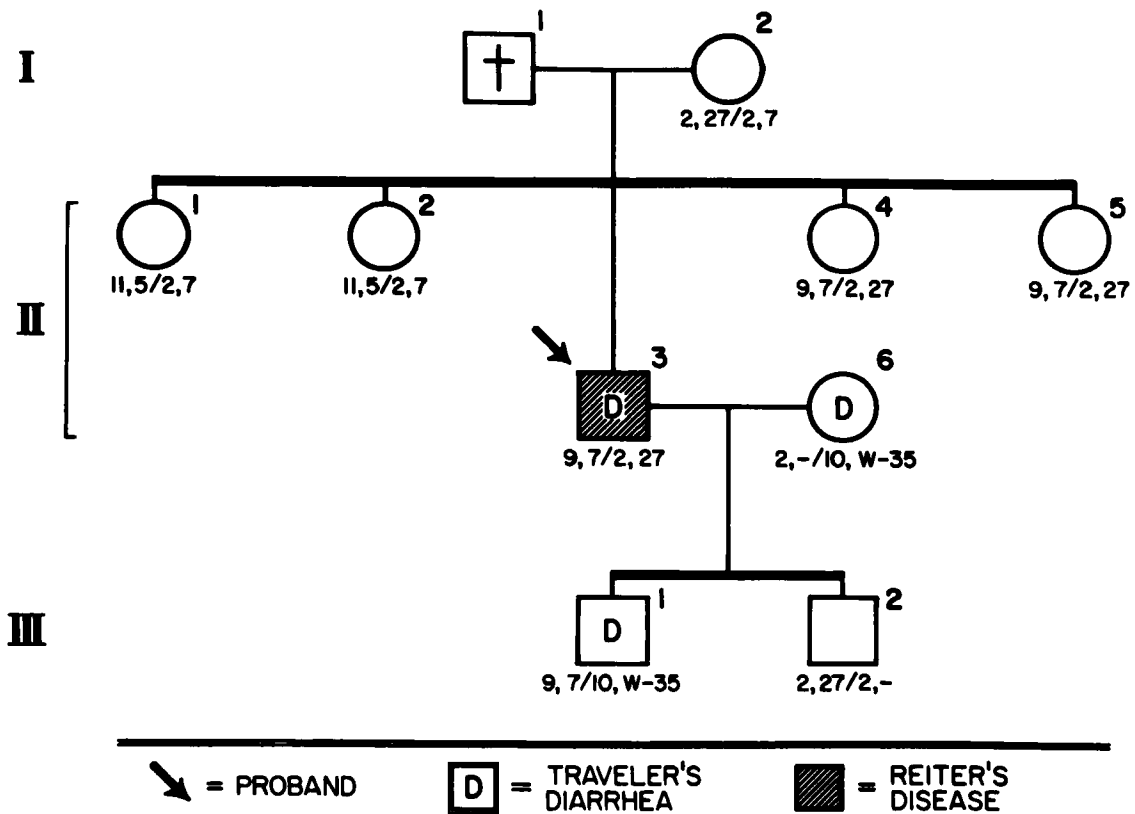 1
2
I
†
2,27/2,7
1
2
4
5
11,5/2,7
11,5/2,7
9,7/2,27
9,7/2,27
II
3
6
D
D
9,7/2,27
2,-/10,W-35
1
2
III
D
9,7/10,W-35
2,27/2,-
= PROBAND
D = TRAVELER'S
DIARRHEA
= REITER'S
DISEASE